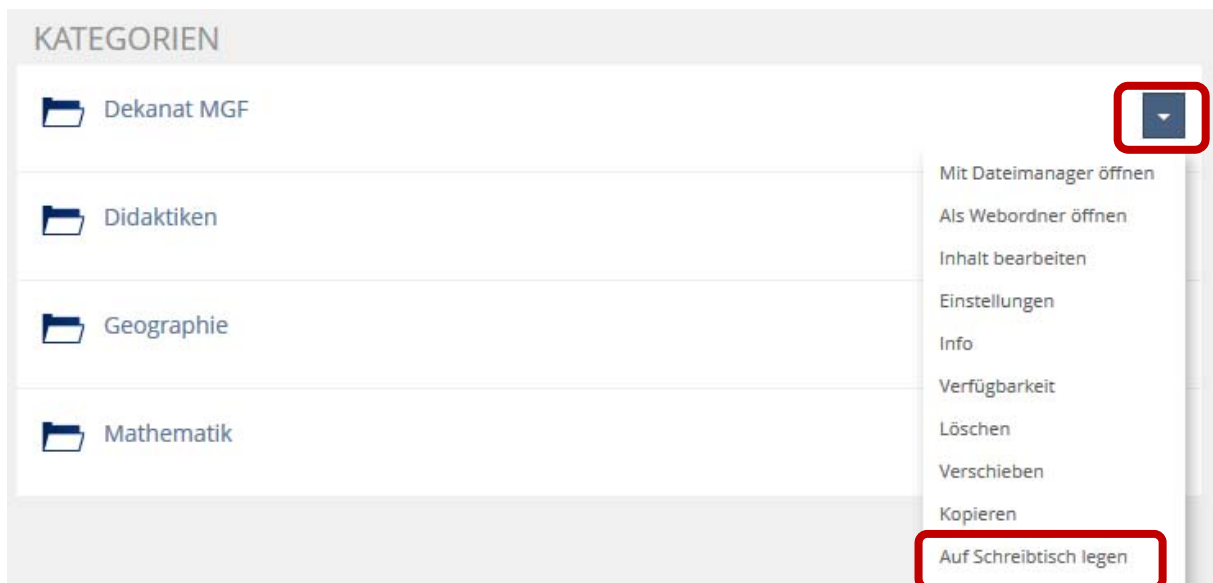 KATEGORIEN
Dekanat MGF
Mit Dateimanager öffnen
Didaktiken
Als Webordner öffnen
Inhalt bearbeiten
Einstellungen
Geographie
Info
Verfügbarkeit
Löschen
Mathematik
Verschieben
Kopieren
Auf Schreibtisch legen